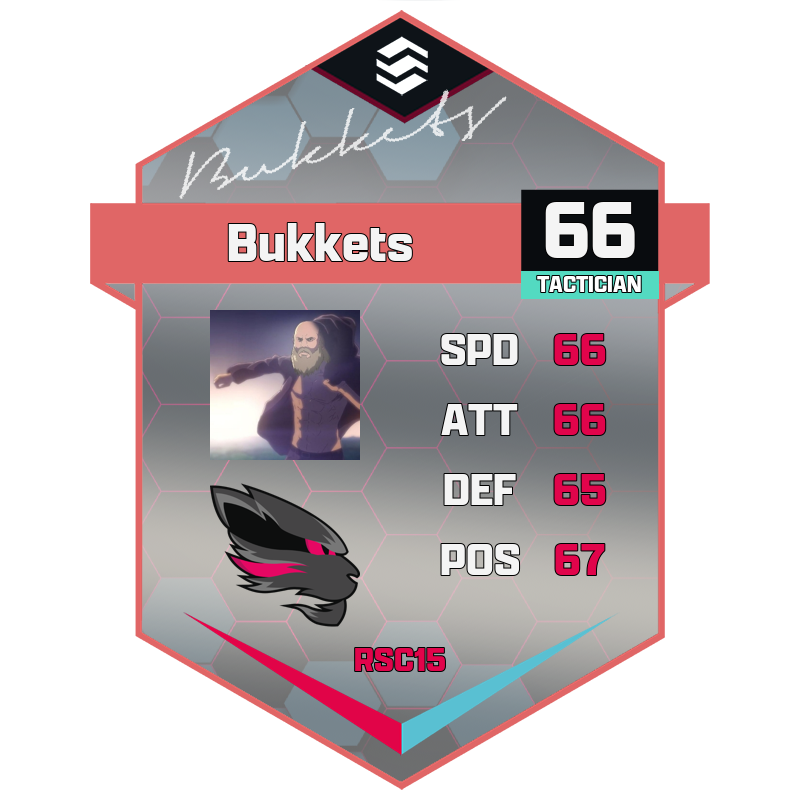 Bukkets
Bukkets
66
TACTICIAN
SPD 66
ATT 66
DEF 65
POS 67
RSC15